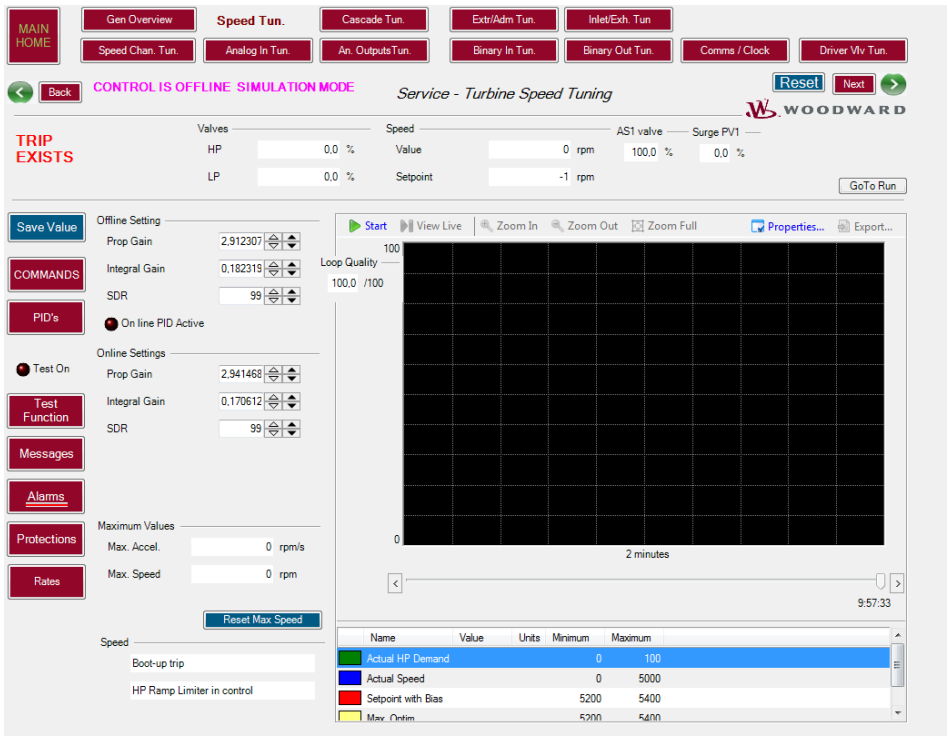 MAIN
HOME
Gen Overview
Speed Tun.
Cascade Tun.
Extr/Adm Tun.
Inlet/Exh. Tun
Speed Chan. Tun.
Analog In Tun.
An. OutputsTun.
Binary In Tun.
Binary Out Tun.
Comms / Clock
Driver Vlv Tun.
Back
CONTROL IS OFFLINE SIMULATION MODE
Service - Turbine Speed Tuning
Reset
Next
WOODWARD
TRIP
EXISTS
Valves
HP 0,0 %
LP 0,0 %
Speed
Value 0 rpm
Setpoint -1 rpm
AS1 valve
100,0 %
Surge PV1
0,0 %
GoTo Run
Save Value
COMMANDS
PID's
Test On
Test
Function
Messages
Alarms
Protections
Rates
Offline Setting
Prop Gain 2,912307
Integral Gain 0,182319
SDR 99
On line PID Active
Online Settings
Prop Gain 2,941468
Integral Gain 0,170612
SDR 99
Maximum Values
Max. Accel. 0 rpm/s
Max. Speed 0 rpm
Reset Max Speed
Speed
Boot-up trip
HP Ramp Limiter in control
Start View Live Zoom In Zoom Out Zoom Full Properties... Export...
100
Loop Quality
100,0 /100
0
2 minutes
9:57:33
Name Value Units Minimum Maximum
Actual HP Demand 0 100
Actual Speed 0 5000
Setpoint with Bias 5200 5400
Max. Optim 5200 5400